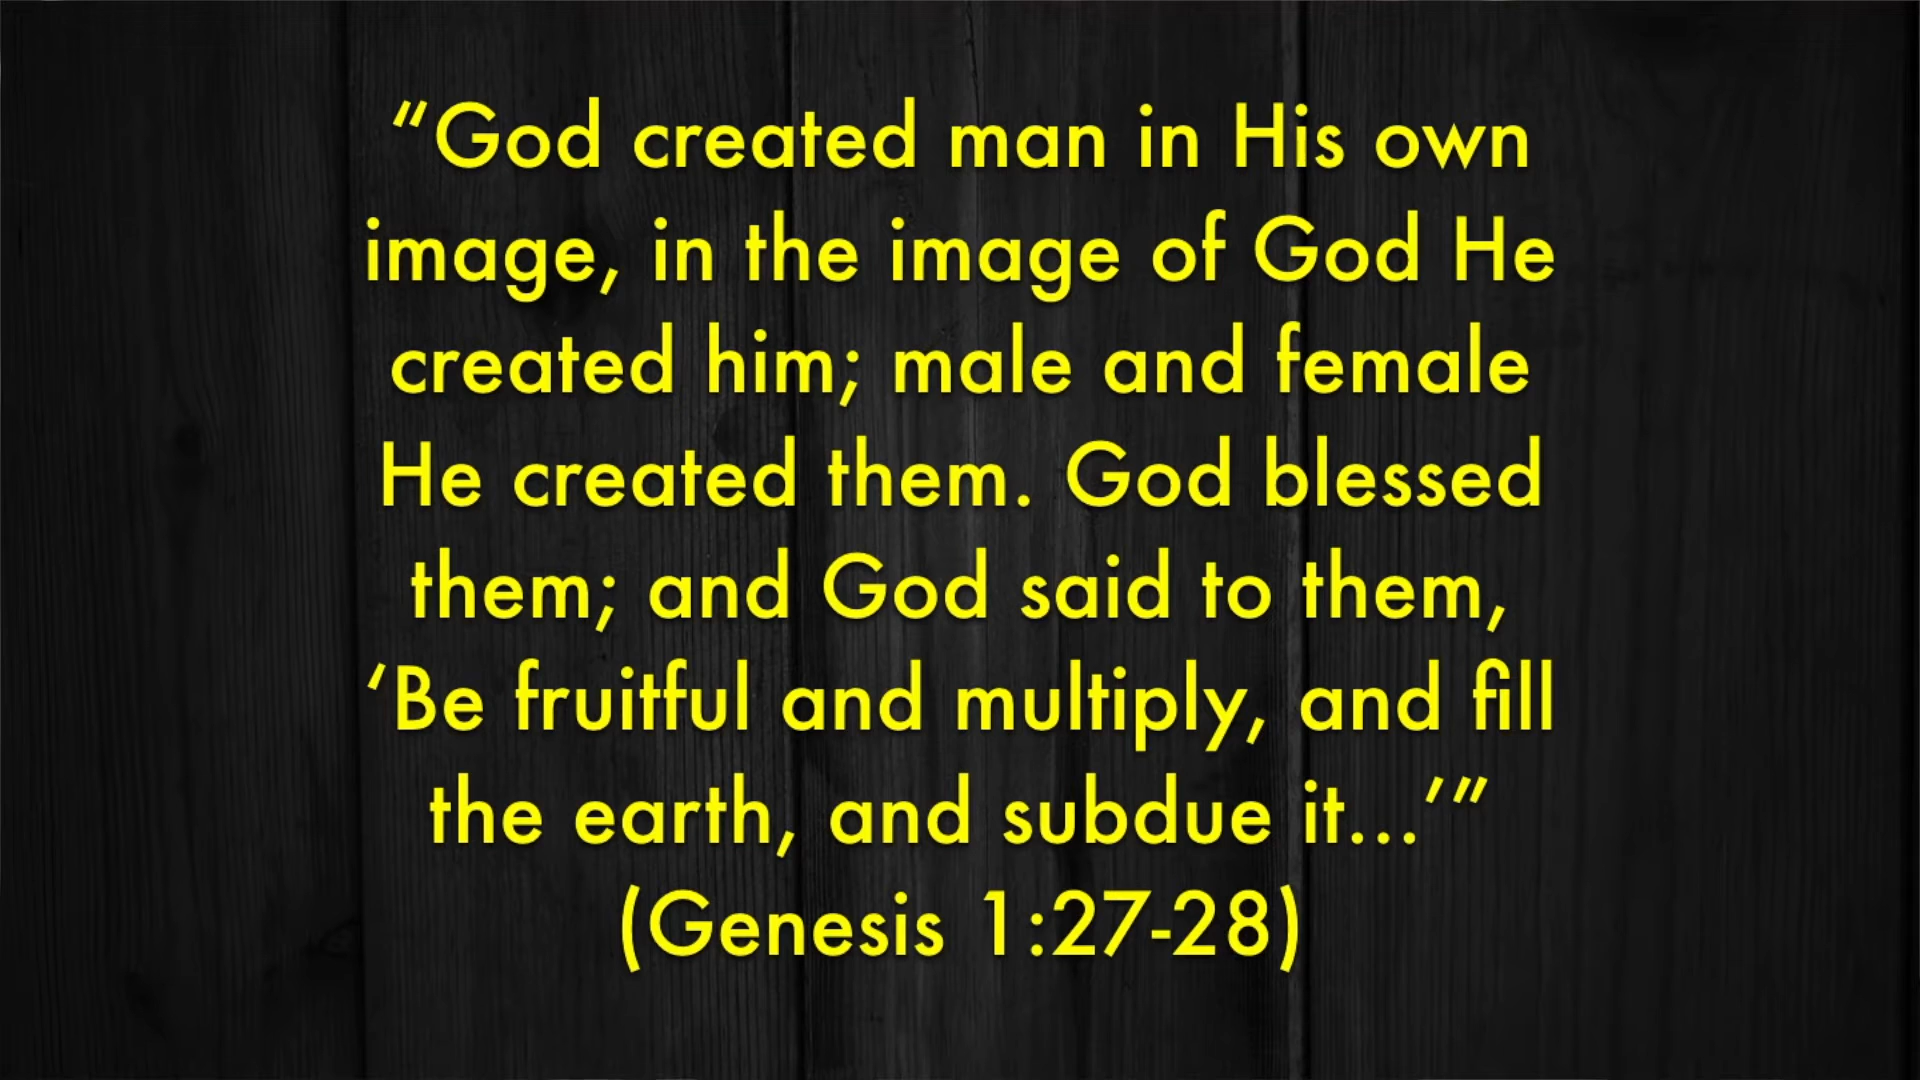 “God created man in His own
image, in the image of God He
created him; male and female
He created them. God blessed
them; and God said to them,
‘Be fruitful and multiply, and fill
the earth, and subdue it...’”
(Genesis 1:27-28)